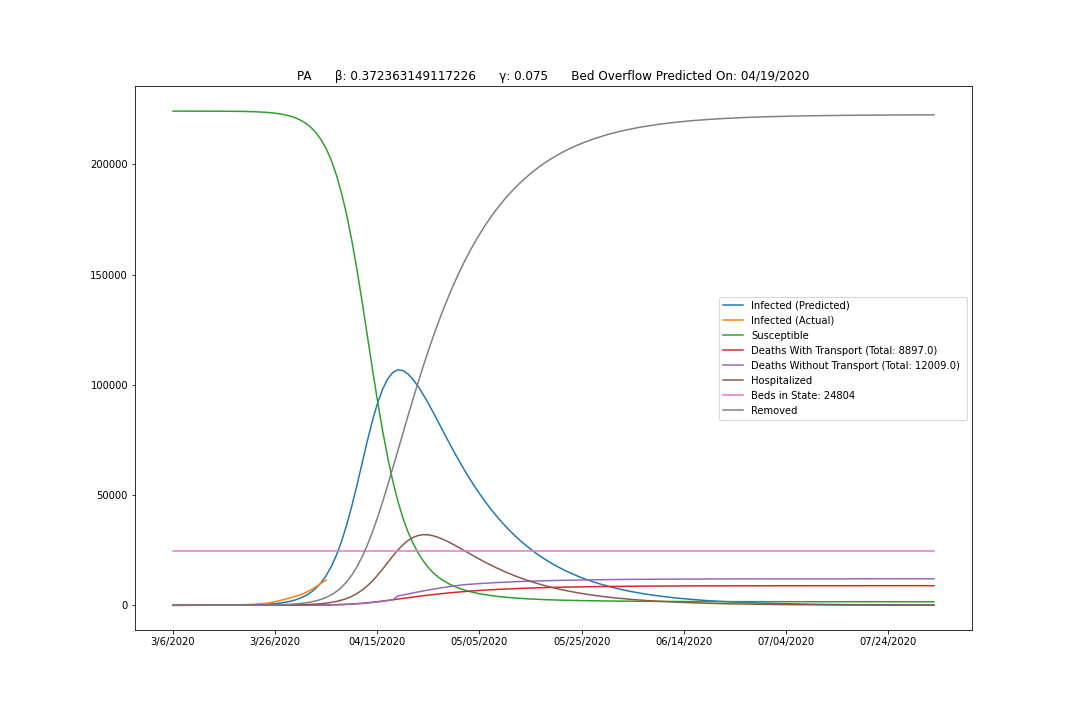 PA β: 0.372363149117226 γ: 0.075 Bed Overflow Predicted On: 04/19/2020
200000
150000
100000
50000
0
Infected (Predicted)
Infected (Actual)
Susceptible
Deaths With Transport (Total: 8897.0)
Deaths Without Transport (Total: 12009.0)
Hospitalized
Beds in State: 24804
Removed
3/6/2020 3/26/2020 04/15/2020 05/05/2020 05/25/2020 06/14/2020 07/04/2020 07/24/2020